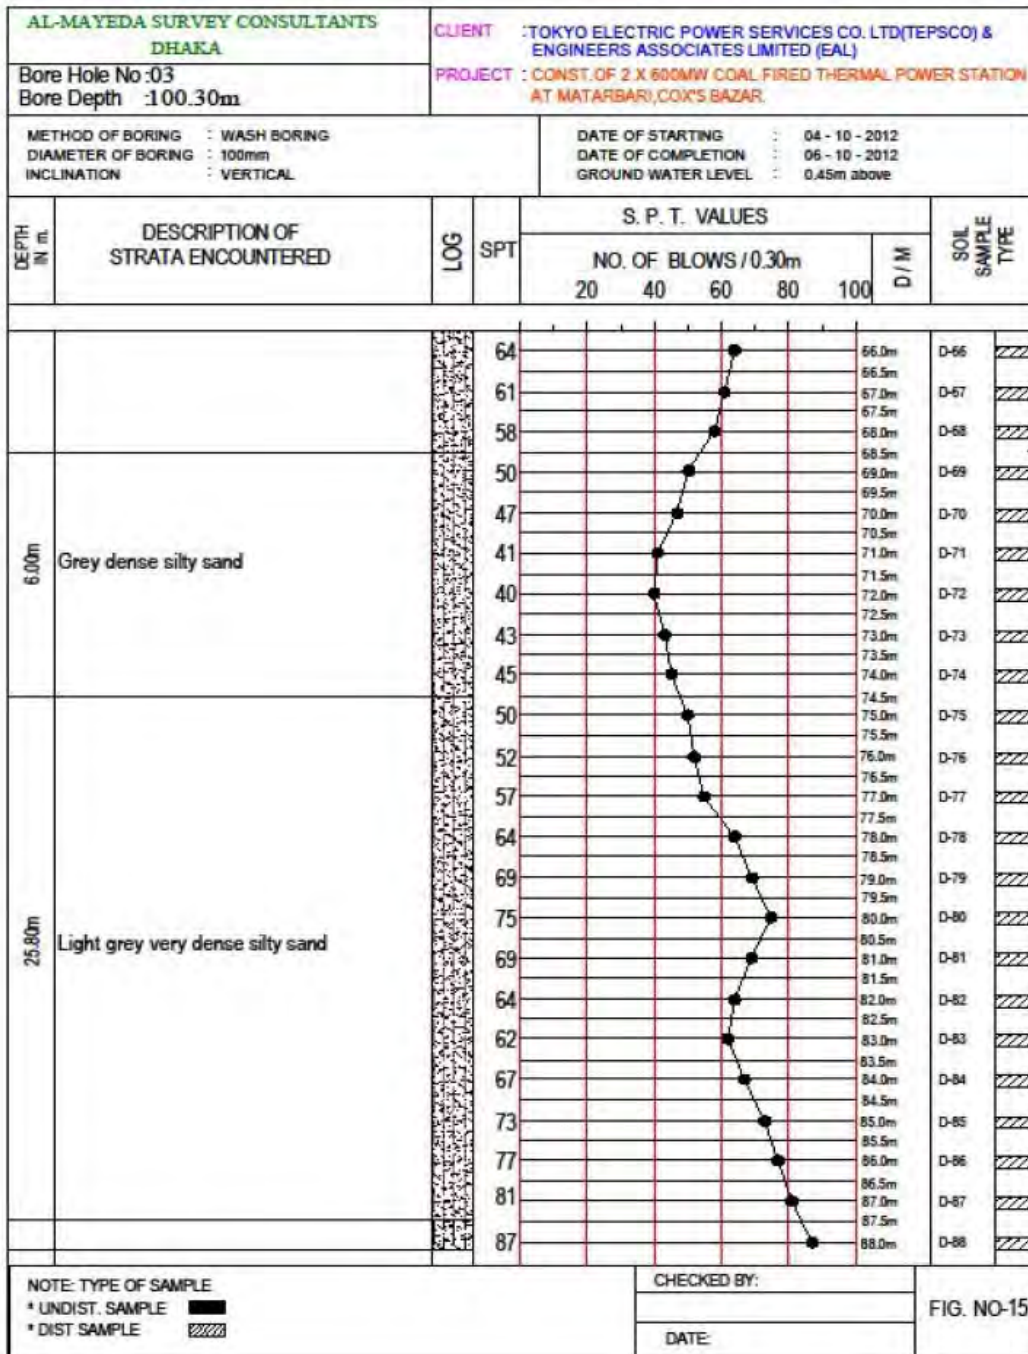 AL-MAYEDA SURVEY CONSULTANTS
DHAKA
Bore Hole No :03
Bore Depth :100.30m
CLIENT :TOKYO ELECTRIC POWER SERVICES CO. LTD(TEPSCO) &
ENGINEERS ASSOCIATES LIMITED (EAL)
PROJECT : CONST.OF 2 X 600MW COAL FIRED THERMAL POWER STATION
AT MATARBARI,COX'S BAZAR.
METHOD OF BORING : WASH BORING
DIAMETER OF BORING : 100mm
INCLINATION : VERTICAL
DATE OF STARTING : 04 - 10 - 2012
DATE OF COMPLETION : 06 - 10 - 2012
GROUND WATER LEVEL : 0.45m above
DEPTH
IN m.
DESCRIPTION OF
STRATA ENCOUNTERED
LOG
SPT
S. P. T. VALUES
NO. OF BLOWS / 0.30m
20 40 60 80 100
D / M
SOIL
SAMPLE
TYPE
64 66.0m D-66
66.5m
61 67.0m D-67
67.5m
58 68.0m D-68
68.5m
50 69.0m D-69
69.5m
47 70.0m D-70
70.5m
41 71.0m D-71
6.00m Grey dense silty sand
71.5m
40 72.0m D-72
72.5m
43 73.0m D-73
73.5m
45 74.0m D-74
74.5m
50 75.0m D-75
75.5m
52 76.0m D-76
76.5m
57 77.0m D-77
77.5m
64 78.0m D-78
78.5m
69 79.0m D-79
79.5m
75 80.0m D-80
80.5m
25.80m Light grey very dense silty sand
69 81.0m D-81
81.5m
64 82.0m D-82
82.5m
62 83.0m D-83
83.5m
67 84.0m D-84
84.5m
73 85.0m D-85
85.5m
77 86.0m D-86
86.5m
81 87.0m D-87
87.5m
87 88.0m D-88
NOTE: TYPE OF SAMPLE
* UNDIST. SAMPLE
* DIST SAMPLE
CHECKED BY:
DATE:
FIG. NO-15